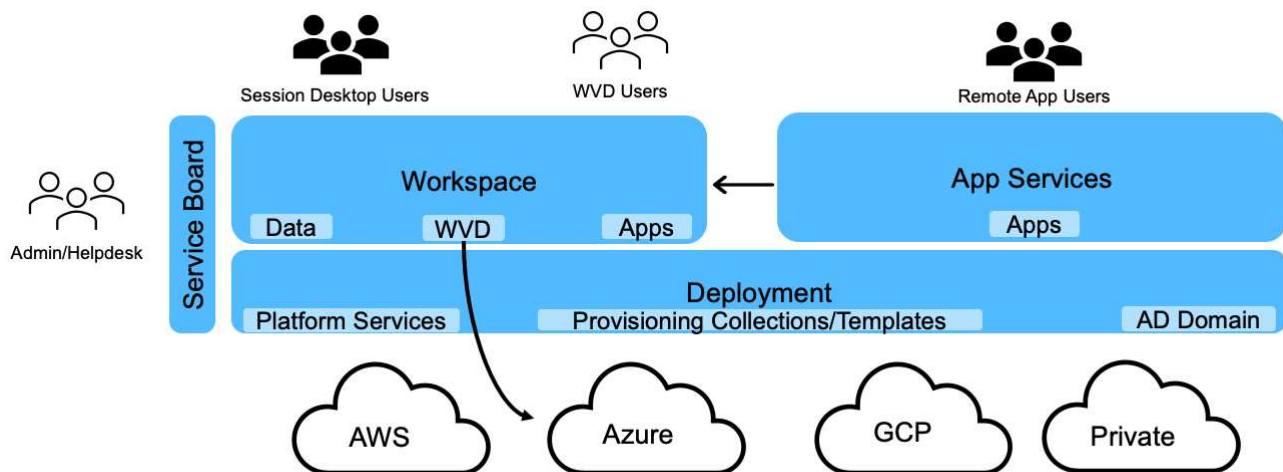 Session Desktop Users
WVD Users
Remote App Users
Admin/Helpdesk
Service Board
Workspace
Data
WVD
Apps
App Services
Apps
Deployment
Platform Services
Provisioning Collections/Templates
AD Domain
AWS
Azure
GCP
Private